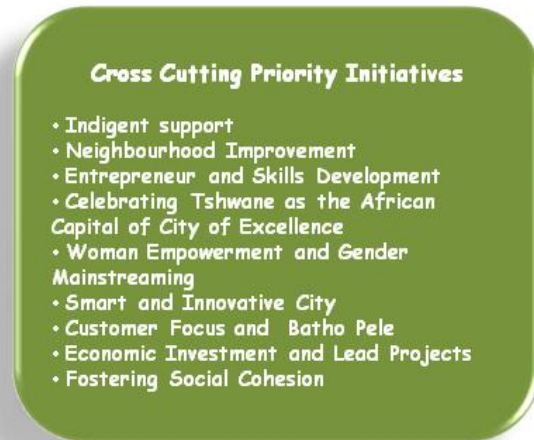 Cross Cutting Priority Initiatives
• Indigent support
• Neighbourhood Improvement
• Entrepreneur and Skills Development
• Celebrating Tshwane as the African
Capital of City of Excellence
• Woman Empowerment and Gender
Mainstreaming
• Smart and Innovative City
• Customer Focus and Batho Pele
• Economic Investment and Lead Projects
• Fostering Social Cohesion